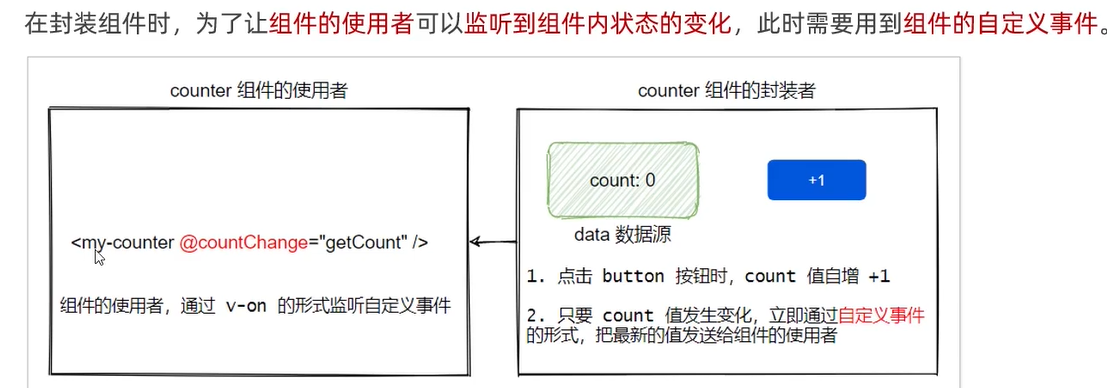 在封装组件时，为了让组件的使用者可以监听到组件内状态的变化，此时需要用到组件的自定义事件。
counter 组件的使用者
counter 组件的封装者
<my-counter @countChange="getCount" />
组件的使用者，通过 v-on 的形式监听自定义事件
count: 0
+1
data 数据源
1. 点击 button 按钮时，count 值自增 +1
2. 只要 count 值发生变化，立即通过自定义事件
的形式，把最新的值发送给组件的使用者